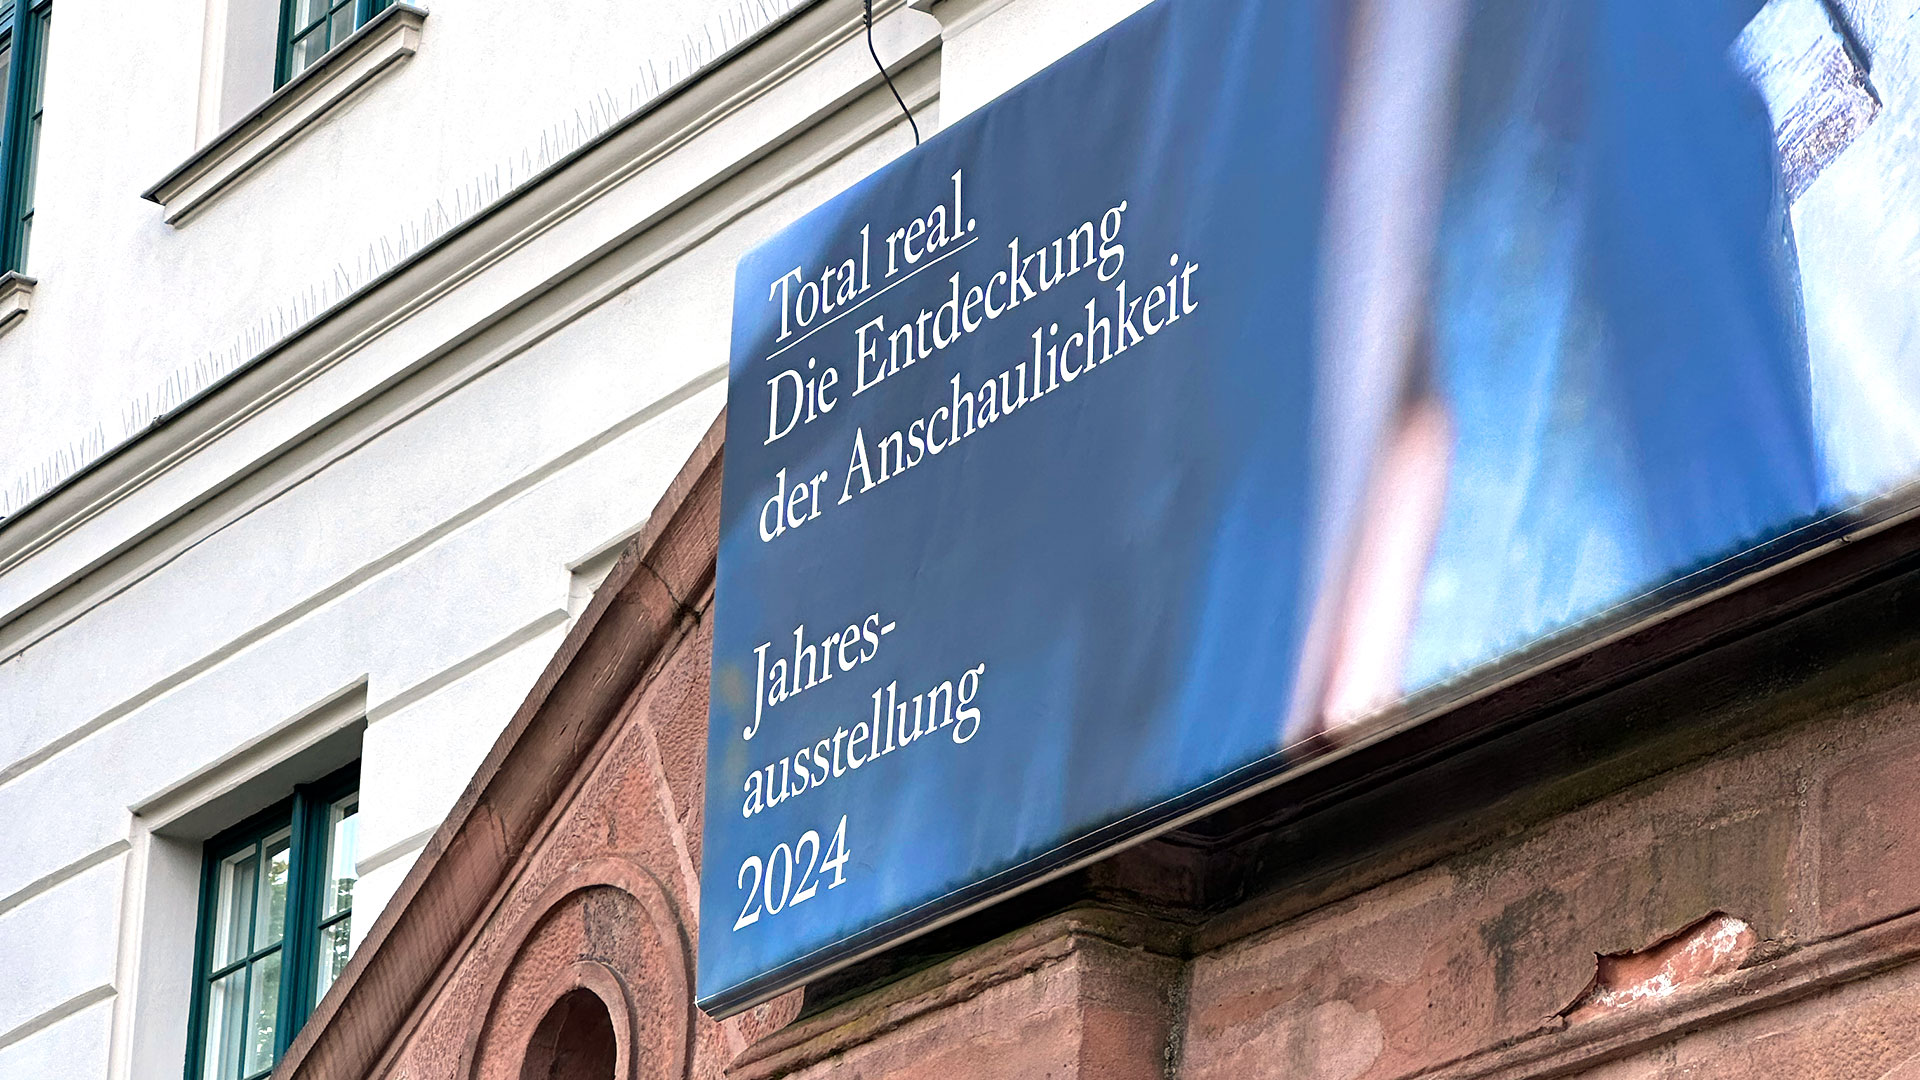 Total real.
Die Entdeckung
der Anschaulichkeit
Jahres-
ausstellung
2024